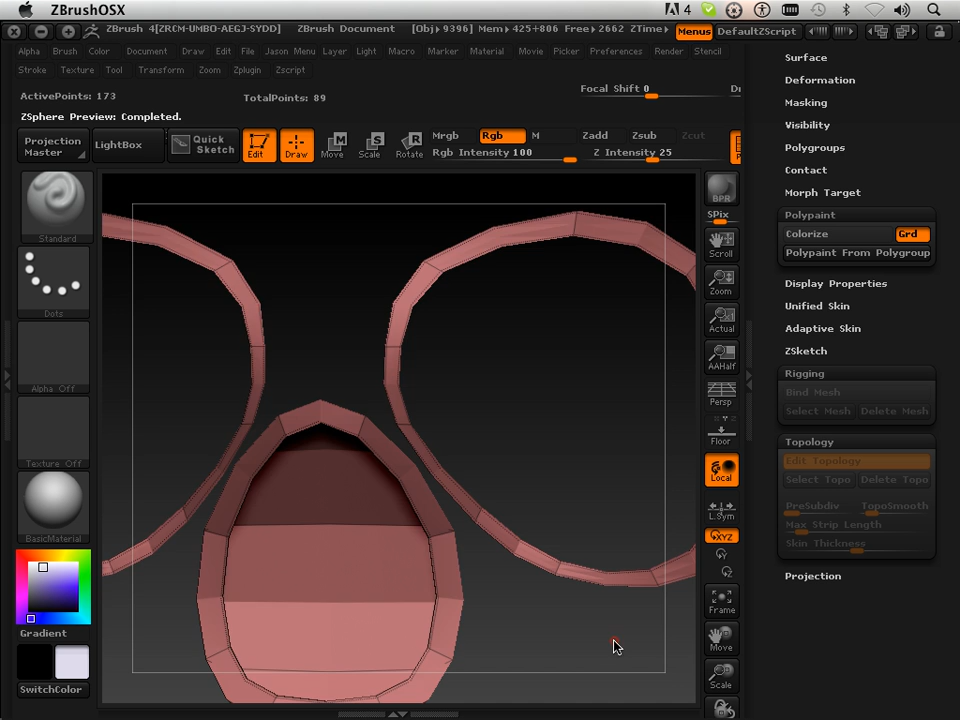 ZBrushOSX
4
ZBrush 4[ZRCM-UMBO-AEGJ-SYDD]
ZBrush Document
[Obj> 9396] Mem> 425+806 Free> 2662 ZTime>
Menus
DefaultZScript
Alpha Brush Color Document Draw Edit File Jason Menu Layer Light Macro Marker Material Movie Picker Preferences Render Stencil
Stroke Texture Tool Transform Zoom Zplugin Zscript
ActivePoints: 173
TotalPoints: 89
Focal Shift 0
ZSphere Preview: Completed.
Projection Master
LightBox
Quick Sketch
Edit
Draw
Move
Scale
Rotate
Mrgb Rgb M
Rgb Intensity 100
Zadd Zsub Zcut
Z Intensity 25
Standard
Dots
Alpha Off
Texture Off
BasicMaterial
Gradient
SwitchColor
BPR
SPix
Scroll
Zoom
Actual
AAHalf
Persp
Floor
Local
L.Sym
XYZ
Frame
Move
Scale
Surface
Deformation
Masking
Visibility
Polygroups
Contact
Morph Target
Polypaint
Colorize Grd
Polypaint From Polygroup
Display Properties
Unified Skin
Adaptive Skin
ZSketch
Rigging
Bind Mesh
Select Mesh Delete Mesh
Topology
Edit Topology
Select Topo Delete Topo
PreSubdiv TopoSmooth
Max Strip Length
Skin Thickness
Projection